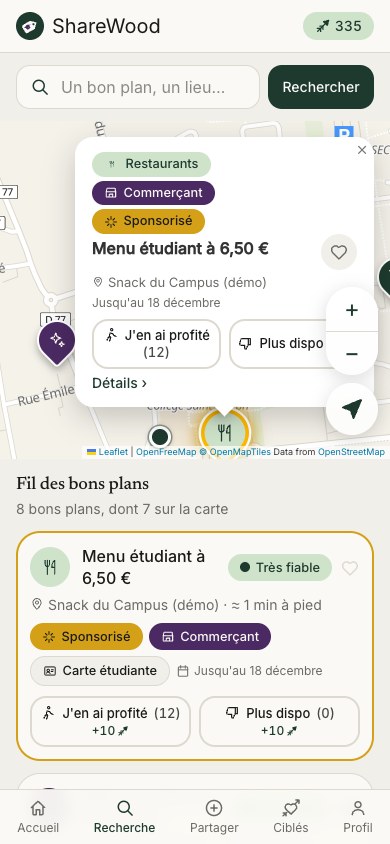 ShareWood
335
Un bon plan, un lieu...
Rechercher
du
P
SEC
77
Restaurants
Commerçant
Sponsorisé
Menu étudiant à 6,50 €
Snack du Campus (démo)
Jusqu'au 18 décembre
D 77
J'en ai profité
(12)
Plus dispo
+
−
Détails ›
Rue Émile
Leaflet | OpenFreeMap © OpenMapTiles Data from OpenStreetMap
Fil des bons plans
8 bons plans, dont 7 sur la carte
Menu étudiant à
6,50 €
Très fiable
Snack du Campus (démo) · ≈ 1 min à pied
Sponsorisé
Commerçant
Carte étudiante
Jusqu'au 18 décembre
J'en ai profité (12)
+10
Plus dispo (0)
+10
Accueil
Recherche
Partager
Ciblés
Profil